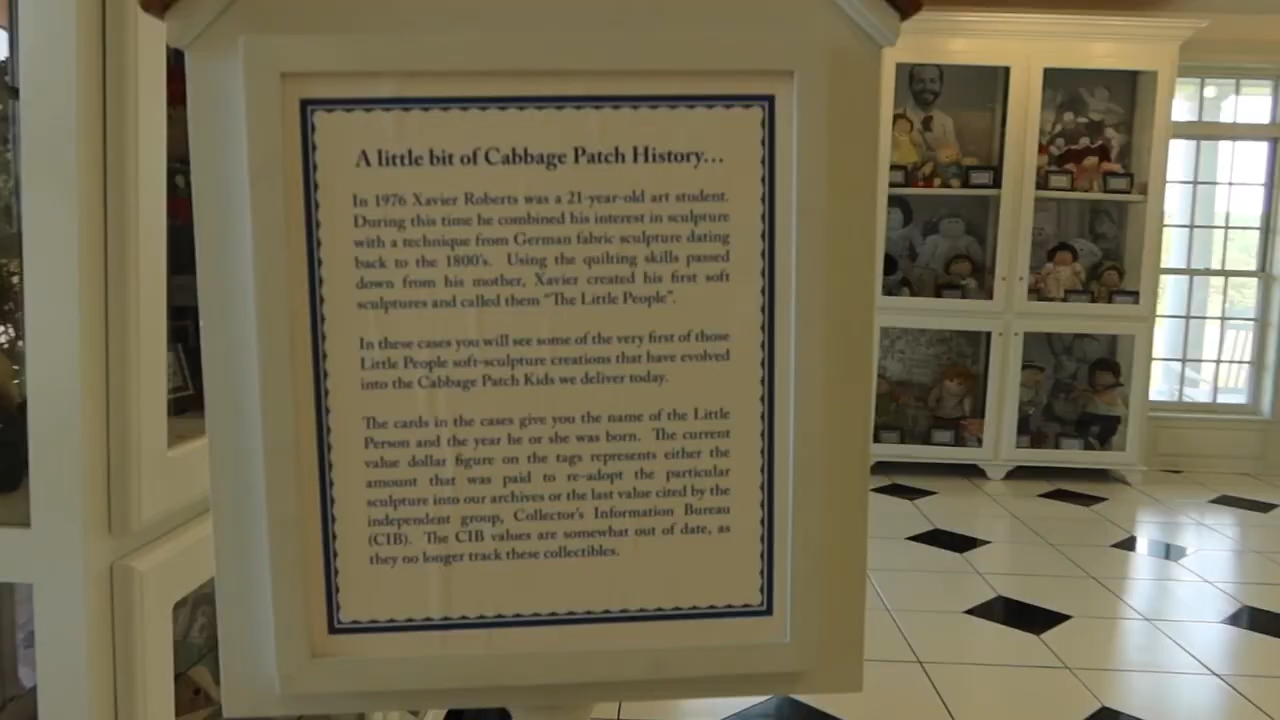 A little bit of Cabbage Patch History...
In 1976 Xavier Roberts was a 21-year-old art student.
During this time he combined his interest in sculpture
with a technique from German fabric sculpture dating
back to the 1800's. Using the quilting skills passed
down from his mother, Xavier created his first soft
sculptures and called them "The Little People".
In these cases you will see some of the very first of those
Little People soft-sculpture creations that have evolved
into the Cabbage Patch Kids we deliver today.
The cards in the cases give you the name of the Little
Person and the year he or she was born. The current
value dollar figure on the tags represents either the
amount that was paid to re-adopt the particular
sculpture into our archives or the last value cited by the
independent group, Collector's Information Bureau
(CIB). The CIB values are somewhat out of date, as
they no longer track these collectibles.